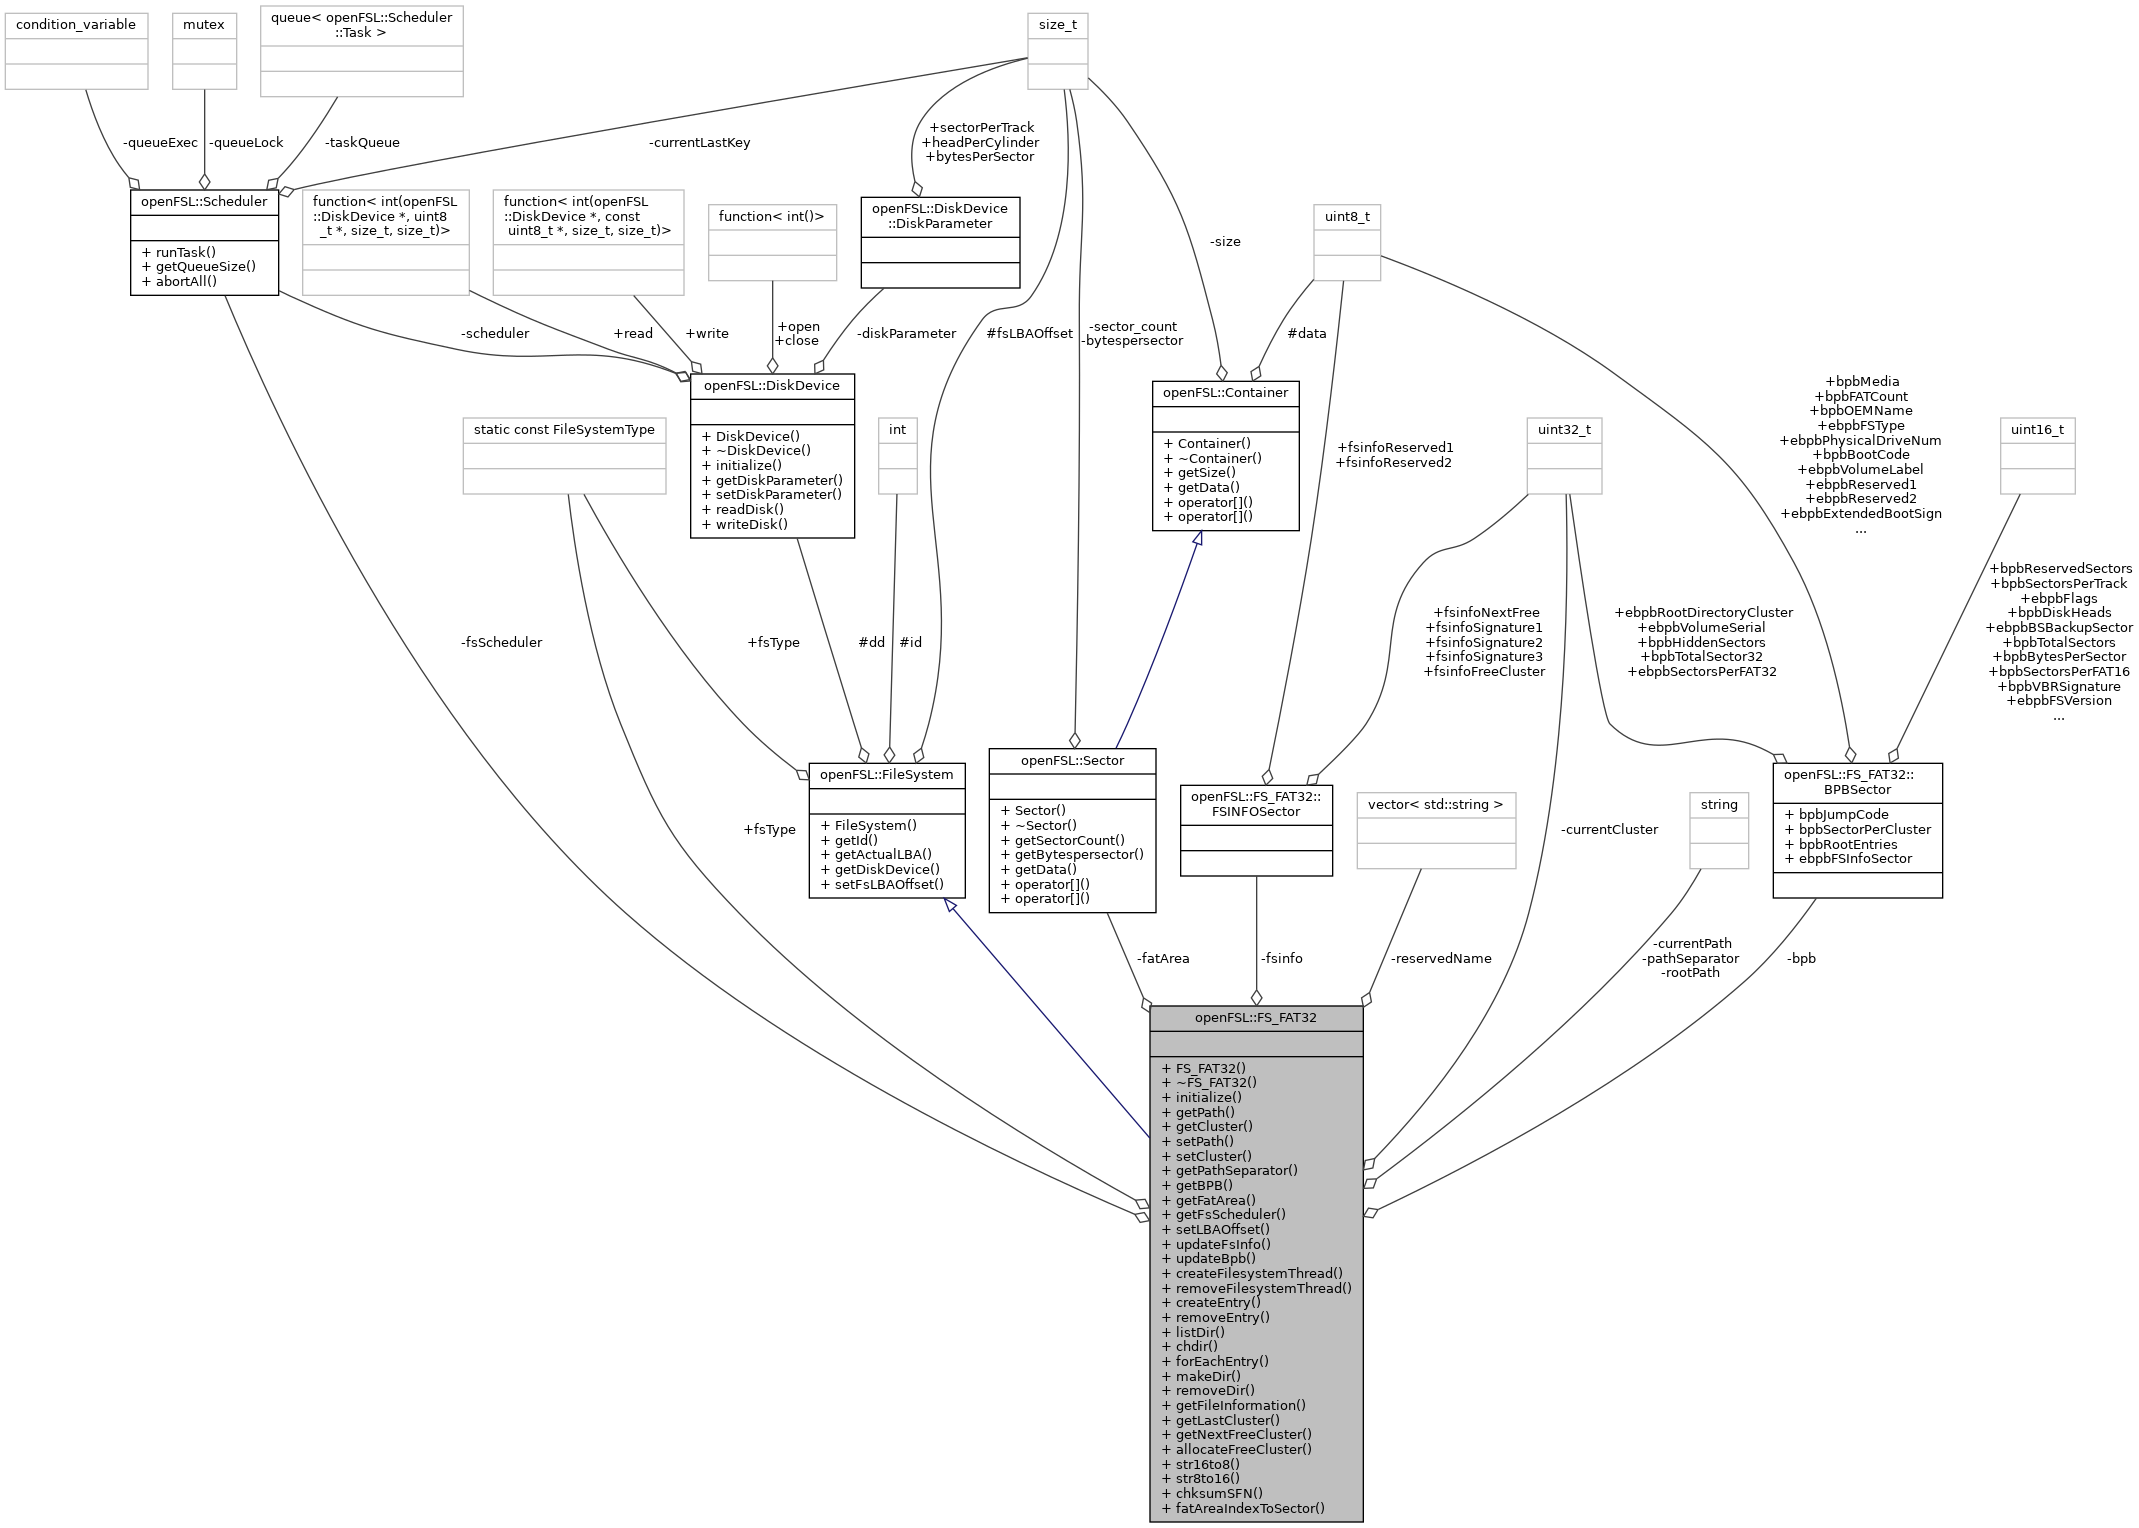 condition_variable
mutex
queue< openFSL::Scheduler
::Task >
size_t
-queueExec
-queueLock
-taskQueue
-currentLastKey
+sectorPerTrack
+headPerCylinder
+bytesPerSector
openFSL::Scheduler
+ runTask()
+ getQueueSize()
+ abortAll()
function< int(openFSL
::DiskDevice *, uint8
_t *, size_t, size_t)>
function< int(openFSL
::DiskDevice *, const
uint8_t *, size_t, size_t)>
function< int()>
openFSL::DiskDevice
::DiskParameter
-size
uint8_t
-scheduler
+read
+write
+open
+close
-diskParameter
#fsLBAOffset
-sector_count
-bytespersector
#data
static const FileSystemType
openFSL::DiskDevice
+ DiskDevice()
+ ~DiskDevice()
+ initialize()
+ getDiskParameter()
+ setDiskParameter()
+ readDisk()
+ writeDisk()
int
openFSL::Container
+ Container()
+ ~Container()
+ getSize()
+ getData()
+ operator[]()
+ operator[]()
+fsinfoReserved1
+fsinfoReserved2
uint32_t
+bpbMedia
+bpbFATCount
+bpbOEMName
+ebpbFSType
+ebpbPhysicalDriveNum
+bpbBootCode
+ebpbVolumeLabel
+ebpbReserved1
+ebpbReserved2
+ebpbExtendedBootSign
...
uint16_t
-fsScheduler
+fsType
#dd
#id
+fsinfoNextFree
+fsinfoSignature1
+fsinfoSignature2
+fsinfoSignature3
+fsinfoFreeCluster
+ebpbRootDirectoryCluster
+ebpbVolumeSerial
+bpbHiddenSectors
+bpbTotalSector32
+ebpbSectorsPerFAT32
+bpbReservedSectors
+bpbSectorsPerTrack
+ebpbFlags
+bpbDiskHeads
+ebpbBSBackupSector
+bpbTotalSectors
+bpbBytesPerSector
+bpbSectorsPerFAT16
+bpbVBRSignature
+ebpbFSVersion
...
+fsType
openFSL::FileSystem
+ FileSystem()
+ getId()
+ getActualLBA()
+ getDiskDevice()
+ setFsLBAOffset()
openFSL::Sector
+ Sector()
+ ~Sector()
+ getSectorCount()
+ getBytespersector()
+ getData()
+ operator[]()
+ operator[]()
openFSL::FS_FAT32::
FSINFOSector
vector< std::string >
-currentCluster
string
openFSL::FS_FAT32::
BPBSector
+ bpbJumpCode
+ bpbSectorPerCluster
+ bpbRootEntries
+ ebpbFSInfoSector
-fatArea
-fsinfo
-reservedName
-currentPath
-pathSeparator
-rootPath
-bpb
openFSL::FS_FAT32
+ FS_FAT32()
+ ~FS_FAT32()
+ initialize()
+ getPath()
+ getCluster()
+ setPath()
+ setCluster()
+ getPathSeparator()
+ getBPB()
+ getFatArea()
+ getFsScheduler()
+ setLBAOffset()
+ updateFsInfo()
+ updateBpb()
+ createFilesystemThread()
+ removeFilesystemThread()
+ createEntry()
+ removeEntry()
+ listDir()
+ chdir()
+ forEachEntry()
+ makeDir()
+ removeDir()
+ getFileInformation()
+ getLastCluster()
+ getNextFreeCluster()
+ allocateFreeCluster()
+ str16to8()
+ str8to16()
+ chksumSFN()
+ fatAreaIndexToSector()